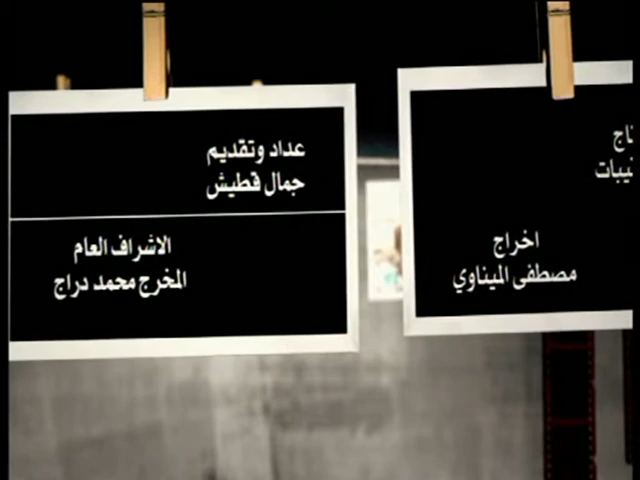 عداد وتقديم
جمال قطيش
الاشراف العام
المخرج محمد دراج
اخراج
مصطفى الميناوي